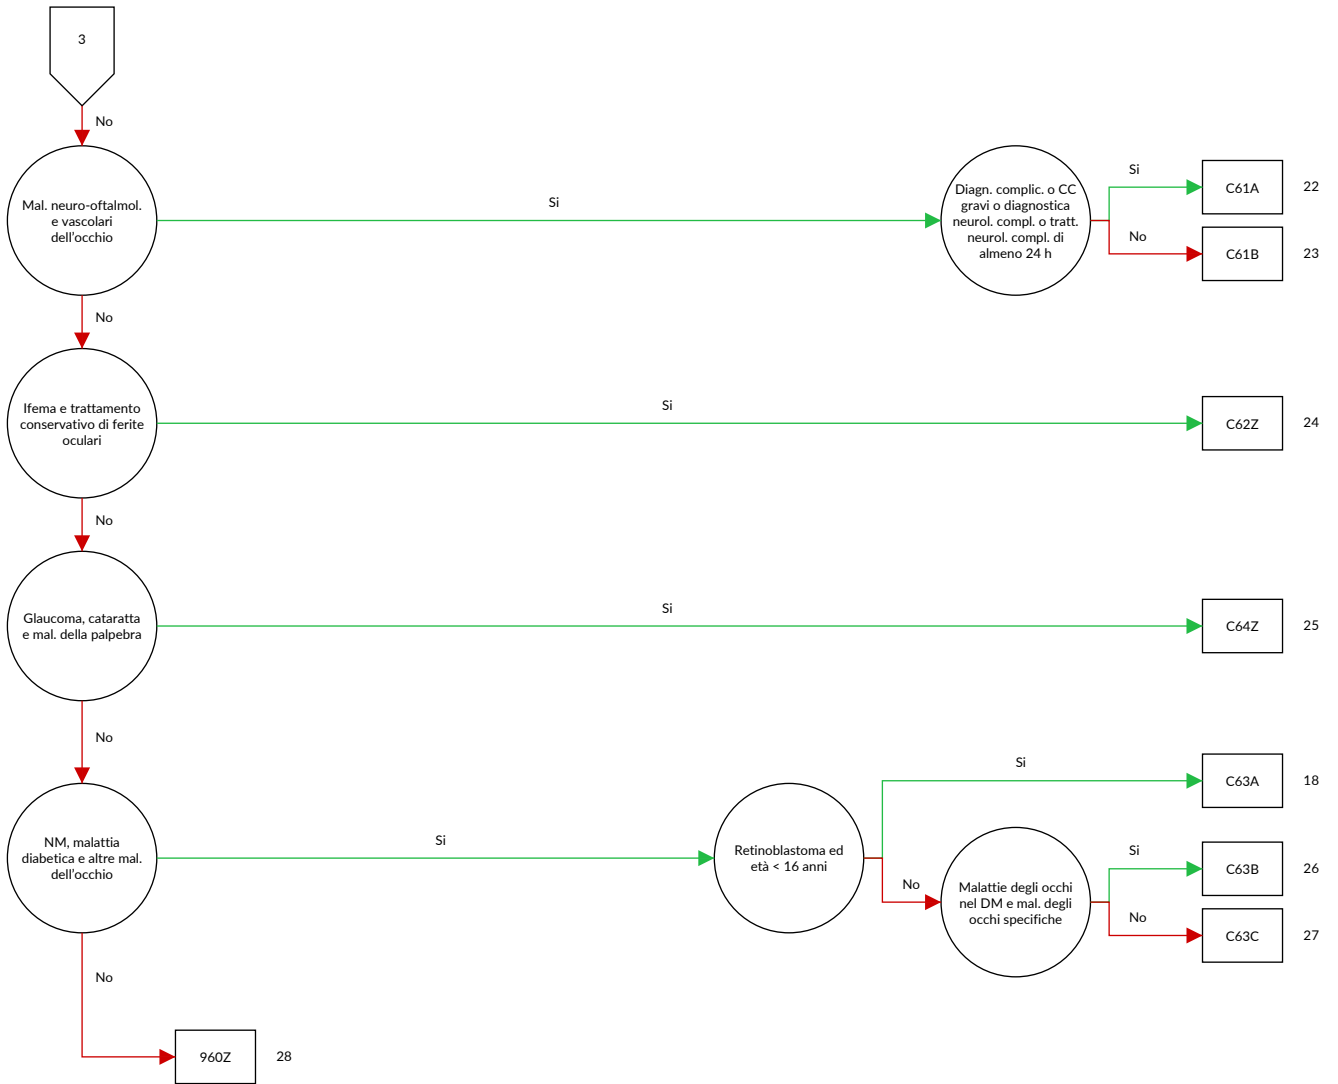 3
No
Mal. neuro-oftalmol.
e vascolari
dell'occhio
Si
Diagn. complic. o CC
gravi o diagnostica
neurol. compl. o tratt.
neurol. compl. di
almeno 24 h
Si
C61A
22
No
C61B
23
No
Ifema e trattamento
conservativo di ferite
oculari
Si
C62Z
24
No
Glaucoma, cataratta
e mal. della palpebra
Si
C64Z
25
No
NM, malattia
diabetica e altre mal.
dell'occhio
Si
Retinoblastoma ed
età < 16 anni
Si
C63A
18
No
Malattie degli occhi
nel DM e mal. degli
occhi specifiche
Si
C63B
26
No
C63C
27
No
960Z
28